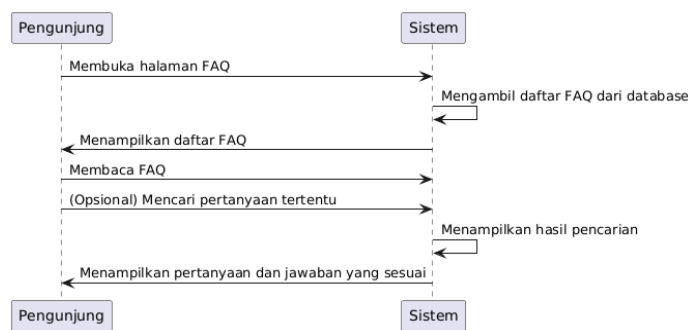 Pengunjung
Sistem
Membuka halaman FAQ
Mengambil daftar FAQ dari database
Menampilkan daftar FAQ
Membaca FAQ
(Opsional) Mencari pertanyaan tertentu
Menampilkan hasil pencarian
Menampilkan pertanyaan dan jawaban yang sesuai
Pengunjung
Sistem